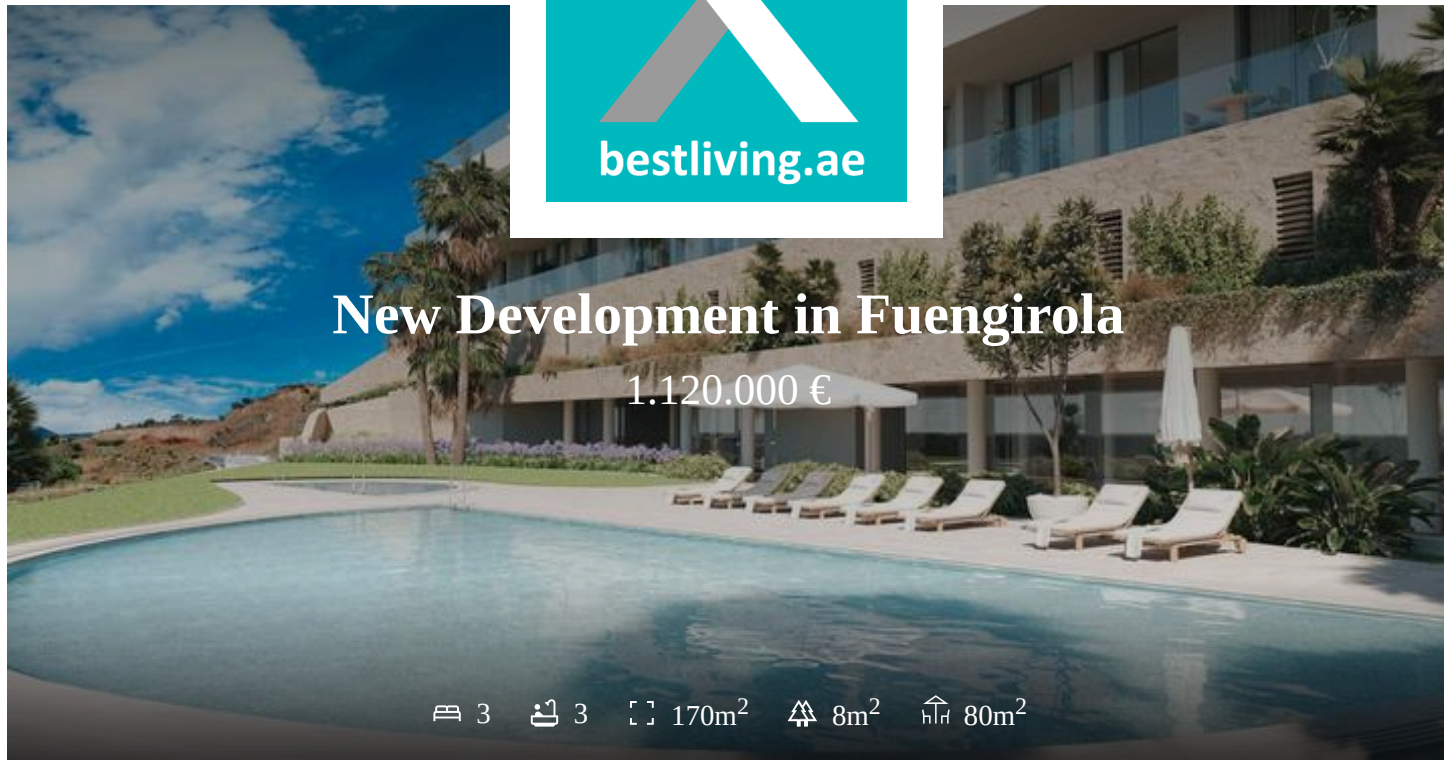 bestliving.ae
New Development in Fuengirola
1.120.000 €
3 3 170m² 8m² 80m²